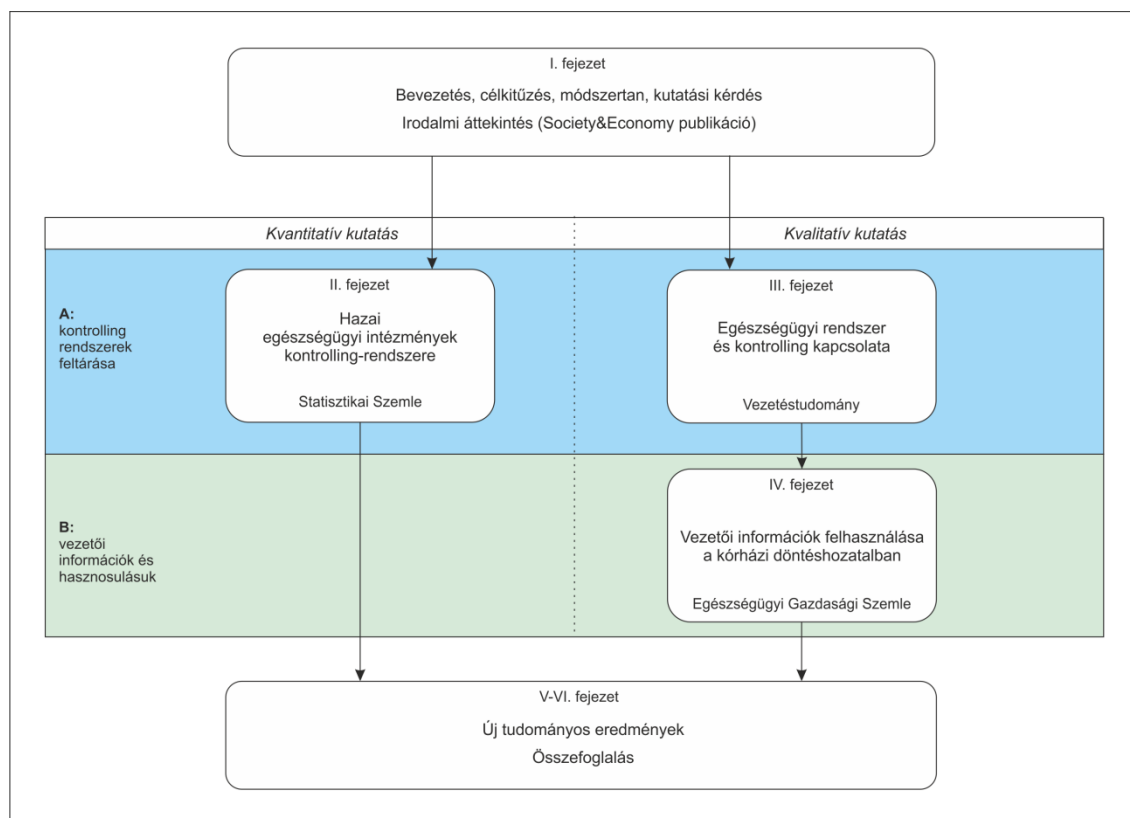 I. fejezet
Bevezetés, célkitűzés, módszertan, kutatási kérdés
Irodalmi áttekintés (Society&Economy publikáció)
Kvantitatív kutatás
Kvalitatív kutatás
A:
kontrolling
rendszerek
feltárása
II. fejezet
Hazai
egészségügyi intézmények
kontrolling-rendszere
Statisztikai Szemle
III. fejezet
Egészségügyi rendszer
és kontrolling kapcsolata
Vezetéstudomány
B:
vezetői
információk és
hasznosulásuk
IV. fejezet
Vezetői információk felhasználása
a kórházi döntéshozatalban
Egészségügyi Gazdasági Szemle
V-VI. fejezet
Új tudományos eredmények
Összefoglalás